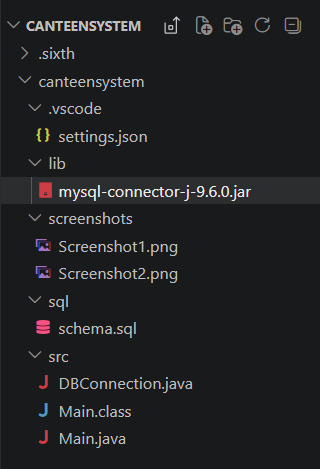 CANTEENSYSTEM
.sixth
canteensystem
.vscode
{} settings.json
lib
mysql-connector-j-9.6.0.jar
screenshots
Screenshot1.png
Screenshot2.png
sql
schema.sql
src
J DBConnection.java
J Main.class
J Main.java